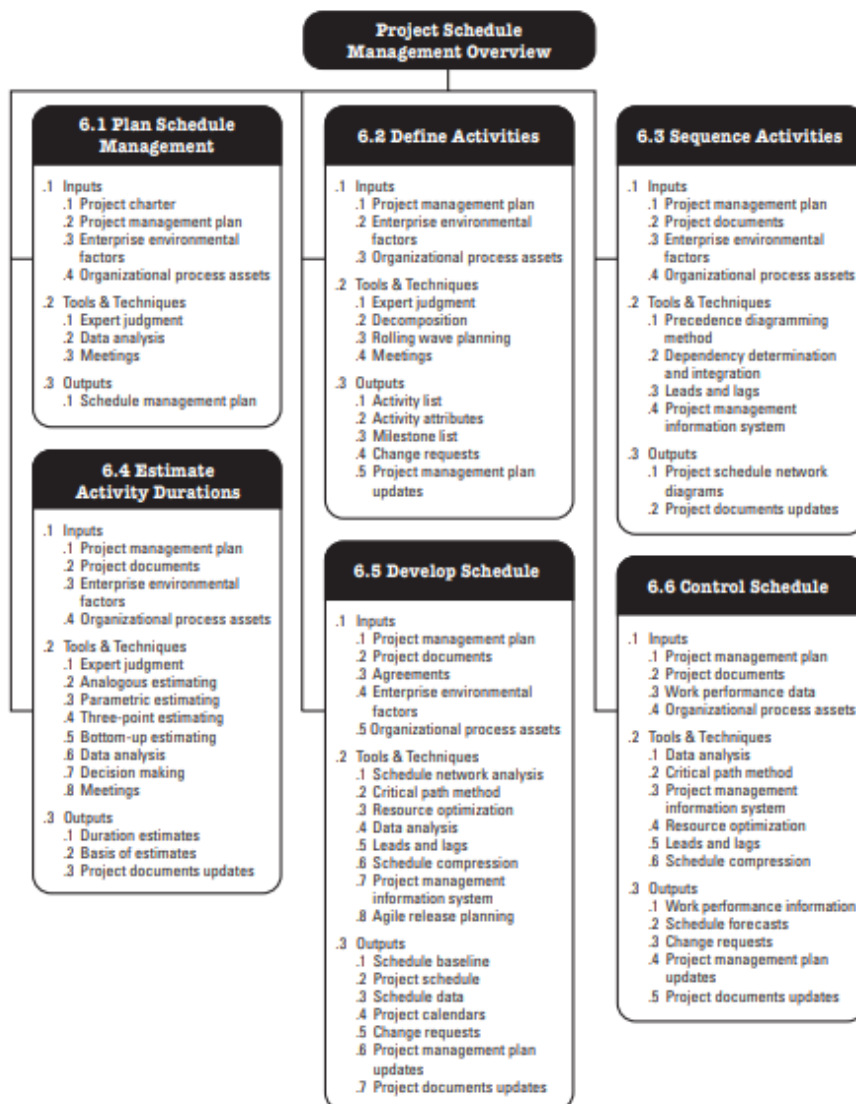 Project Schedule
Management Overview
6.1 Plan Schedule
Management
.1 Inputs
.1 Project charter
.2 Project management plan
.3 Enterprise environmental
factors
.4 Organizational process assets
.2 Tools & Techniques
.1 Expert judgment
.2 Data analysis
.3 Meetings
.3 Outputs
.1 Schedule management plan
6.2 Define Activities
.1 Inputs
.1 Project management plan
.2 Enterprise environmental
factors
.3 Organizational process assets
.2 Tools & Techniques
.1 Expert judgment
.2 Decomposition
.3 Rolling wave planning
.4 Meetings
.3 Outputs
.1 Activity list
.2 Activity attributes
.3 Milestone list
.4 Change requests
.5 Project management plan
updates
6.3 Sequence Activities
.1 Inputs
.1 Project management plan
.2 Project documents
.3 Enterprise environmental
factors
.4 Organizational process assets
.2 Tools & Techniques
.1 Precedence diagramming
method
.2 Dependency determination
and integration
.3 Leads and lags
.4 Project management
information system
.3 Outputs
.1 Project schedule network
diagrams
.2 Project documents updates
6.4 Estimate
Activity Durations
.1 Inputs
.1 Project management plan
.2 Project documents
.3 Enterprise environmental
factors
.4 Organizational process assets
.2 Tools & Techniques
.1 Expert judgment
.2 Analogous estimating
.3 Parametric estimating
.4 Three-point estimating
.5 Bottom-up estimating
.6 Data analysis
.7 Decision making
.8 Meetings
.3 Outputs
.1 Duration estimates
.2 Basis of estimates
.3 Project documents updates
6.5 Develop Schedule
.1 Inputs
.1 Project management plan
.2 Project documents
.3 Agreements
.4 Enterprise environmental
factors
.5 Organizational process assets
.2 Tools & Techniques
.1 Schedule network analysis
.2 Critical path method
.3 Resource optimization
.4 Data analysis
.5 Leads and lags
.6 Schedule compression
.7 Project management
information system
.8 Agile release planning
.3 Outputs
.1 Schedule baseline
.2 Project schedule
.3 Schedule data
.4 Project calendars
.5 Change requests
.6 Project management plan
updates
.7 Project documents updates
6.6 Control Schedule
.1 Inputs
.1 Project management plan
.2 Project documents
.3 Work performance data
.4 Organizational process assets
.2 Tools & Techniques
.1 Data analysis
.2 Critical path method
.3 Project management
information system
.4 Resource optimization
.5 Leads and lags
.6 Schedule compression
.3 Outputs
.1 Work performance information
.2 Schedule forecasts
.3 Change requests
.4 Project management plan
updates
.5 Project documents updates